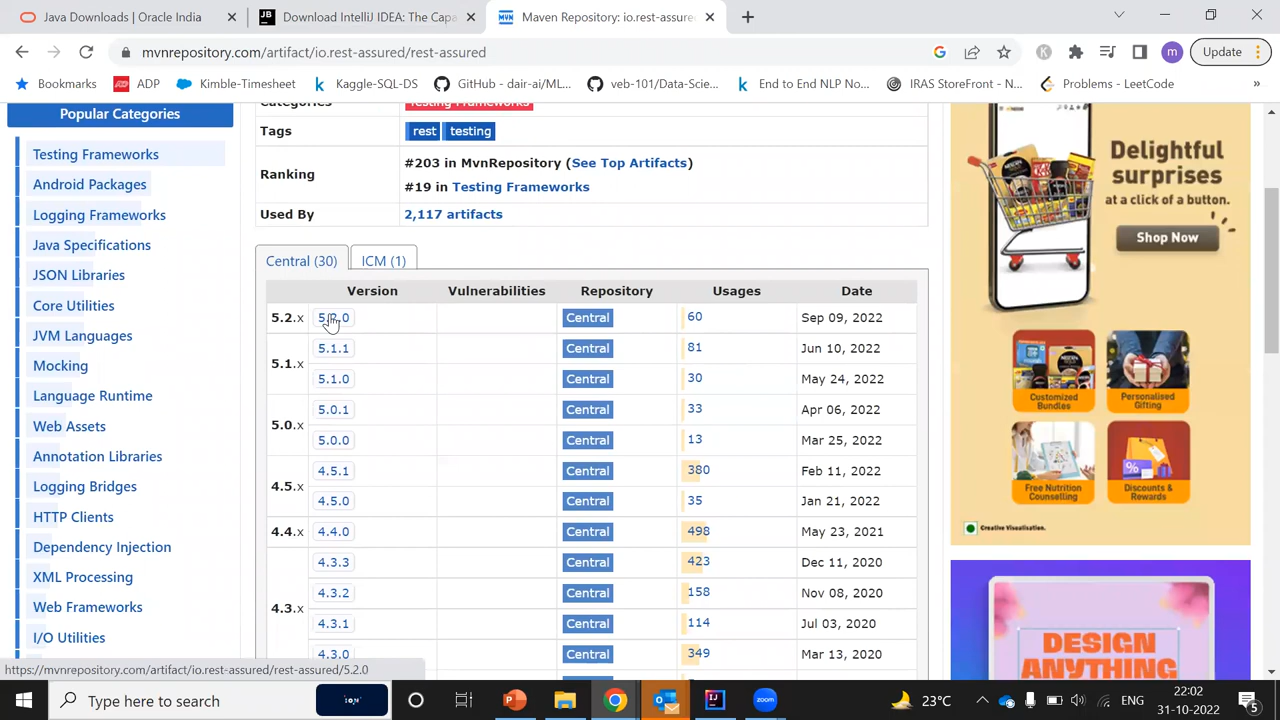 Java Downloads | Oracle India
Download IntelliJ IDEA: The Capa
Maven Repository: io.rest-assure
mvnrepository.com/artifact/io.rest-assured/rest-assured
Update
Bookmarks
ADP
Kimble-Timesheet
Kaggle-SQL-DS
GitHub - dair-ai/ML...
veb-101/Data-Scie...
End to End NLP No...
IRAS StorFront - N...
Problems - LeetCode
»
Popular Categories
Testing Frameworks
Android Packages
Logging Frameworks
Java Specifications
JSON Libraries
Core Utilities
JVM Languages
Mocking
Language Runtime
Web Assets
Annotation Libraries
Logging Bridges
HTTP Clients
Dependency Injection
XML Processing
Web Frameworks
I/O Utilities
Categories Testing Frameworks
Tags rest testing
Ranking
#203 in MvnRepository (See Top Artifacts)
#19 in Testing Frameworks
Used By 2,117 artifacts
Central (30) ICM (1)
Version Vulnerabilities Repository Usages Date
5.2.x 5.2.0 Central 60 Sep 09, 2022
5.1.x
5.1.1 Central 81 Jun 10, 2022
5.1.0 Central 30 May 24, 2022
5.0.x
5.0.1 Central 33 Apr 06, 2022
5.0.0 Central 13 Mar 25, 2022
4.5.x
4.5.1 Central 380 Feb 11, 2022
4.5.0 Central 35 Jan 21, 2022
4.4.x 4.4.0 Central 498 May 23, 2021
4.3.x
4.3.3 Central 423 Dec 11, 2020
4.3.2 Central 158 Nov 08, 2020
4.3.1 Central 114 Jul 03, 2020
4.3.0 Central 349 Mar 13, 2020
Delightful
surprises
at a click of a button.
Shop Now
Customized
Bundles
Personalised
Gifting
Free Nutrition
Counselling
Discounts &
Rewards
Creative Visualisation.
DESIGN
ANYTHING
https://mvnrepository.com/artifact/io.rest-assured/rest-assured/5.2.0
Type here to search
23°C
ENG
22:02
31-10-2022
5